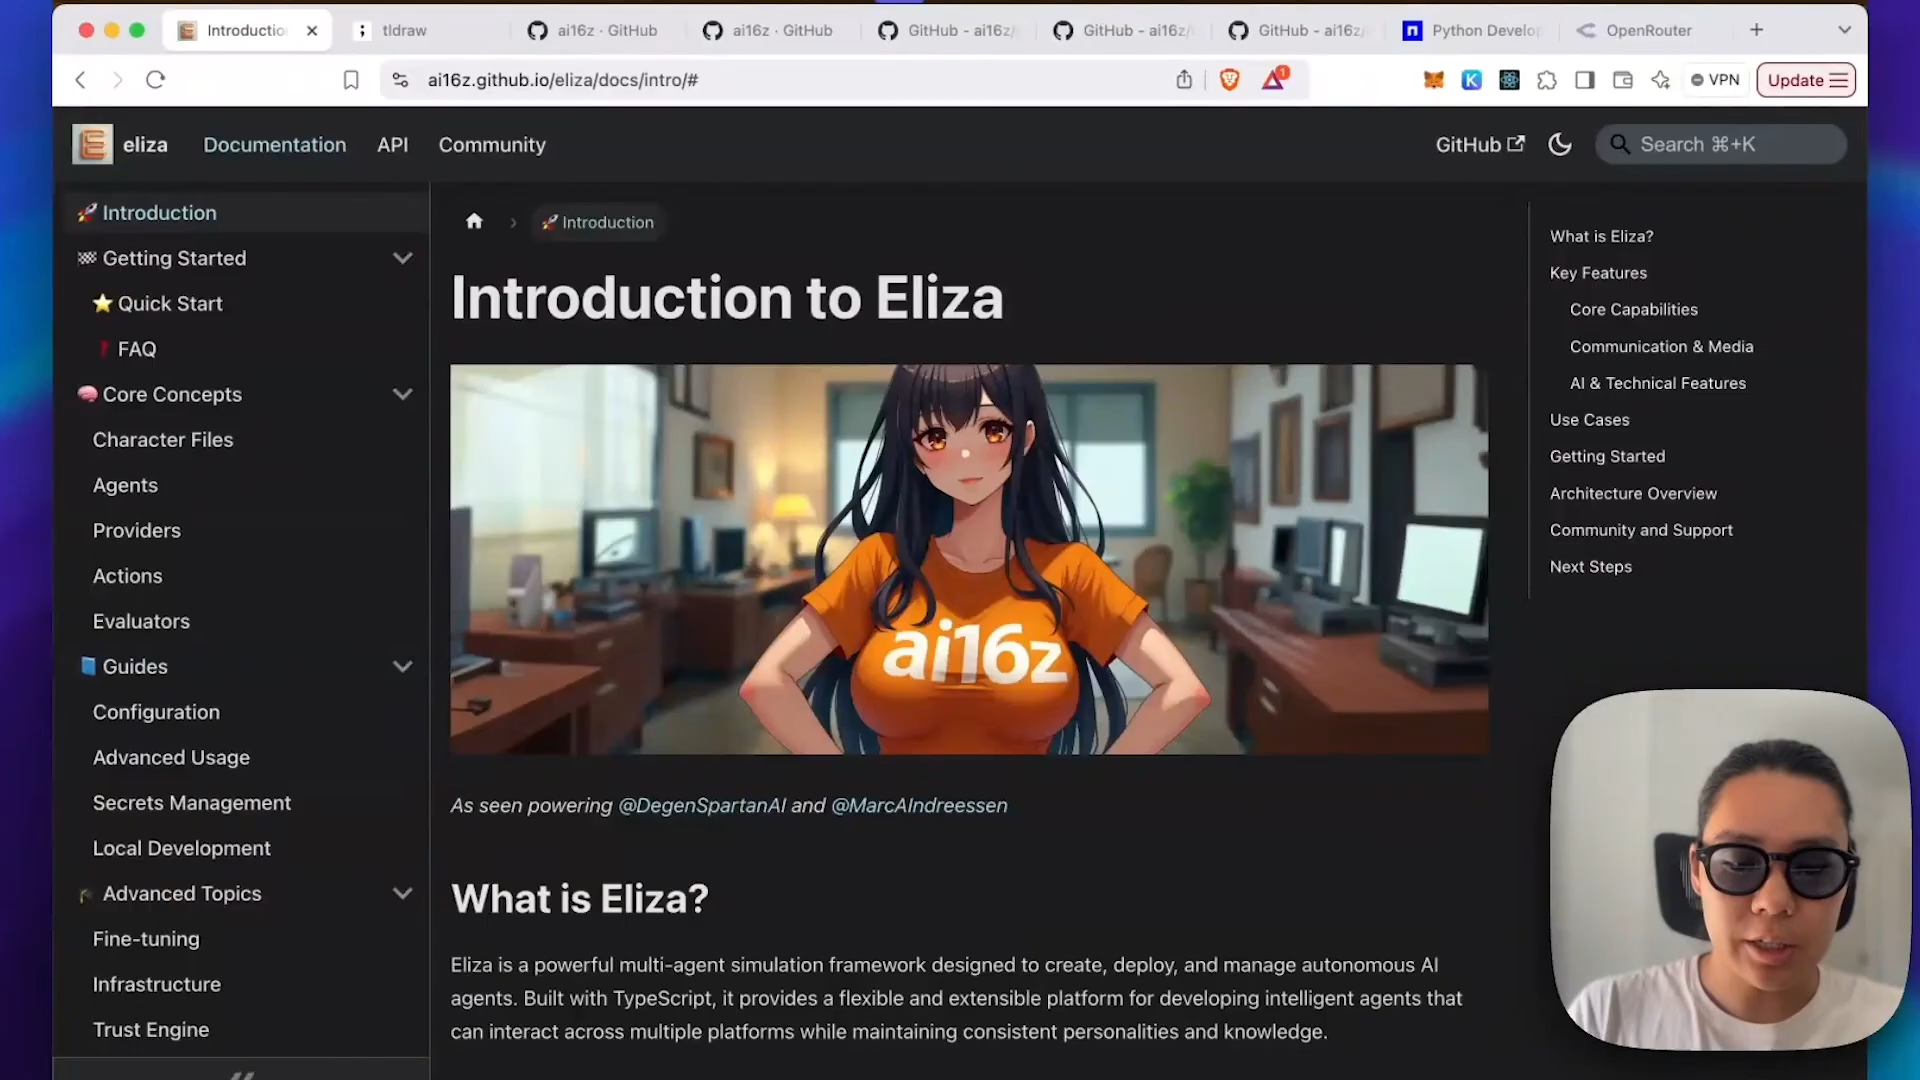 Introductio
tldraw
ai16z · GitHub
ai16z · GitHub
GitHub - ai16z/
GitHub - ai16z/
GitHub - ai16z/
Python Develo
OpenRouter
ai16z.github.io/eliza/docs/intro/#
1
K
VPN
Update
eliza
Documentation
API
Community
GitHub
Search ⌘+K
🚀 Introduction
🏁 Getting Started
⭐ Quick Start
❓ FAQ
🧠 Core Concepts
Character Files
Agents
Providers
Actions
Evaluators
📘 Guides
Configuration
Advanced Usage
Secrets Management
Local Development
🎓 Advanced Topics
Fine-tuning
Infrastructure
Trust Engine
🚀 Introduction
Introduction to Eliza
ai16z
As seen powering @DegenSpartanAI and @MarcAIndreessen
What is Eliza?
Eliza is a powerful multi-agent simulation framework designed to create, deploy, and manage autonomous AI
agents. Built with TypeScript, it provides a flexible and extensible platform for developing intelligent agents that
can interact across multiple platforms while maintaining consistent personalities and knowledge.
What is Eliza?
Key Features
Core Capabilities
Communication & Media
AI & Technical Features
Use Cases
Getting Started
Architecture Overview
Community and Support
Next Steps